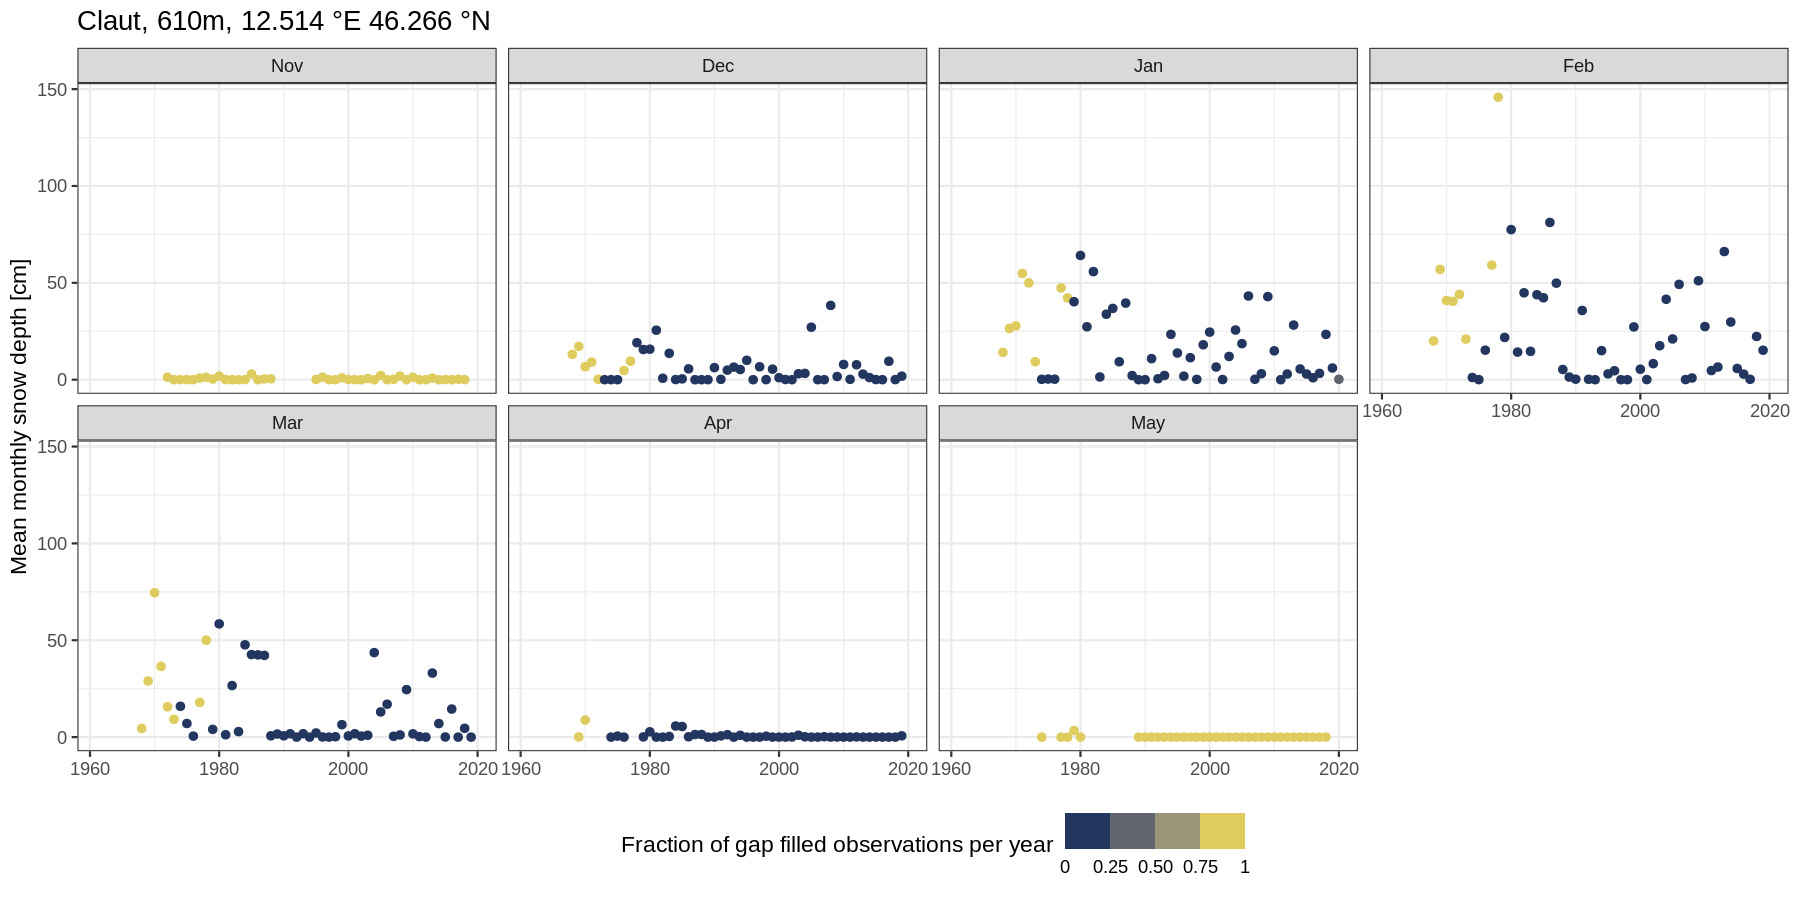 Claut, 610m, 12.514 °E 46.266 °N
Nov Dec Jan Feb
150
100
50
0
1960 1980 2000 2020
Mar Apr May
150
100
50
0
1960 1980 2000 2020 1960 1980 2000 2020 1960 1980 2000 2020
Mean monthly snow depth [cm]
Fraction of gap filled observations per year
0 0.25 0.50 0.75 1